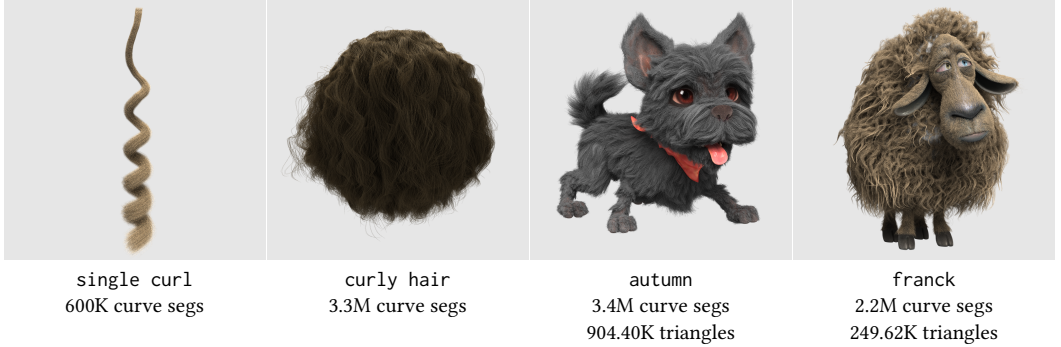 single curl
600K curve segs
curly hair
3.3M curve segs
autumn
3.4M curve segs
904.40K triangles
franck
2.2M curve segs
249.62K triangles